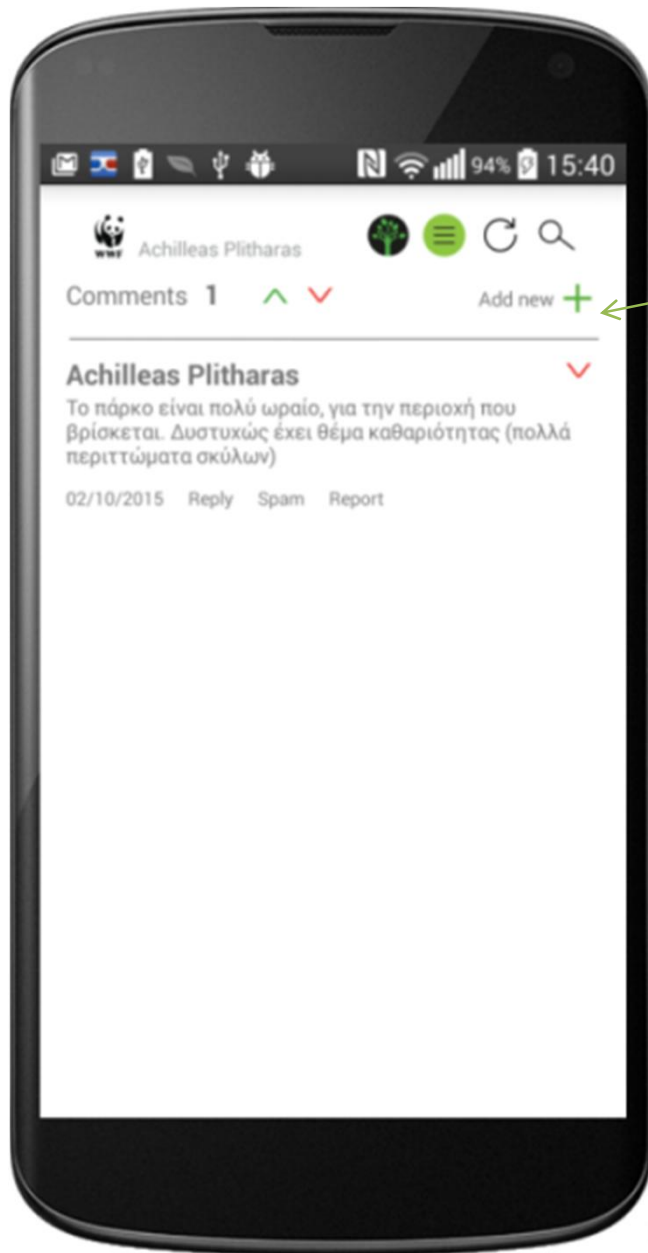 94% 15:40
WWF Achilleas Plitharas
Comments 1 Add new
Achilleas Plitharas
Το πάρκο είναι πολύ ωραίο, για την περιοχή που
βρίσκεται. Δυστυχώς έχει θέμα καθαριότητας (πολλά
περιττώματα σκύλων)
02/10/2015 Reply Spam Report